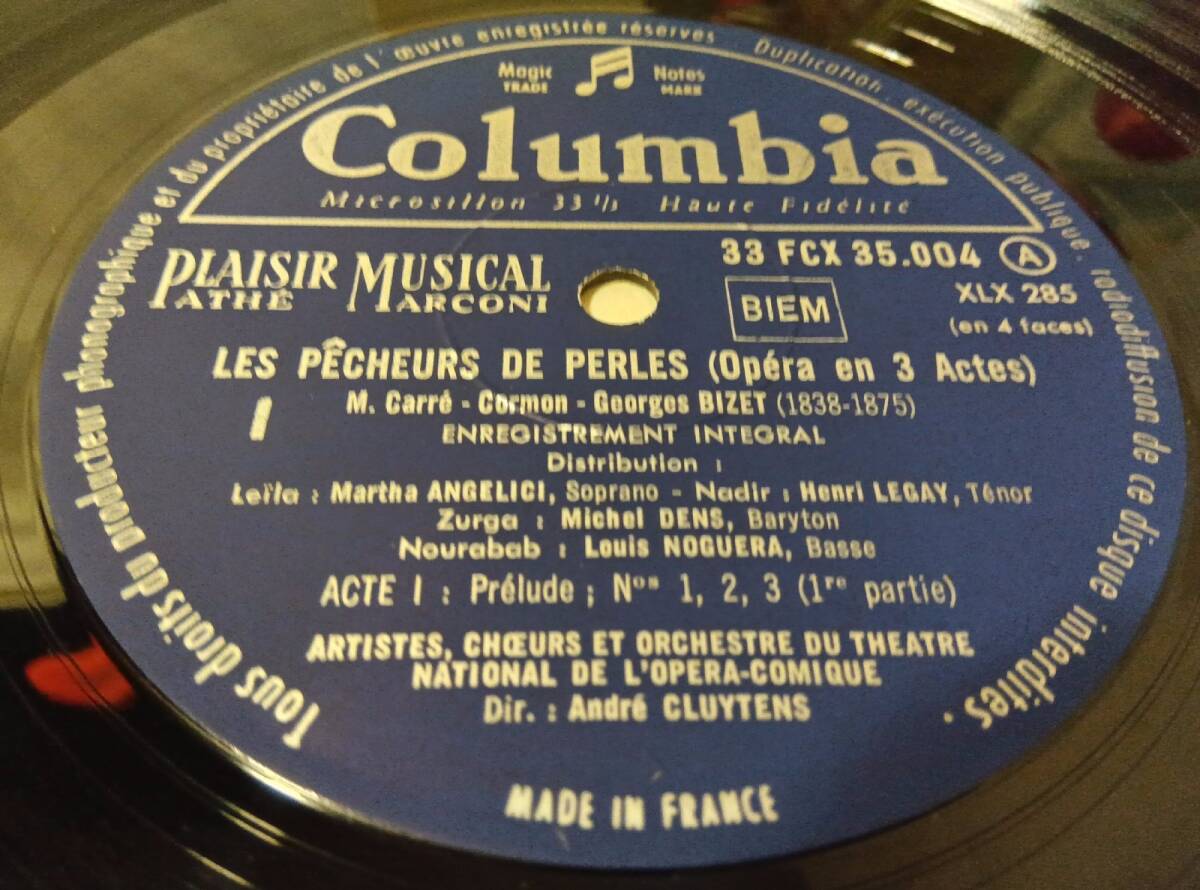 Tous droits du producteur phonographique et du propriétaire de l'œuvre enregistrée réservés Duplication. exécution publique. radiodiffusion de ce disque interdites.
Magic Notes
TRADE MARK
Columbia
Microsillon 33 1/3 Haute Fidélité
PLAISIR MUSICAL
PATHÉ MARCONI
33 FCX 35.004 A
BIEM
XLX 285
(en 4 faces)
LES PÊCHEURS DE PERLES (Opéra en 3 Actes)
M. Carré - Cormon - Georges BIZET (1838-1875)
ENREGISTREMENT INTEGRAL
Distribution :
Leïla : Martha ANGELICI, Soprano - Nadir : Henri LEGAY, Ténor
Zurga : Michel DENS, Baryton
Nourabab : Louis NOGUERA, Basse
ACTE I : Prélude ; Nos 1, 2, 3 (1re partie)
ARTISTES, CHŒURS ET ORCHESTRE DU THEATRE
NATIONAL DE L'OPERA-COMIQUE
Dir. : André CLUYTENS
MADE IN FRANCE